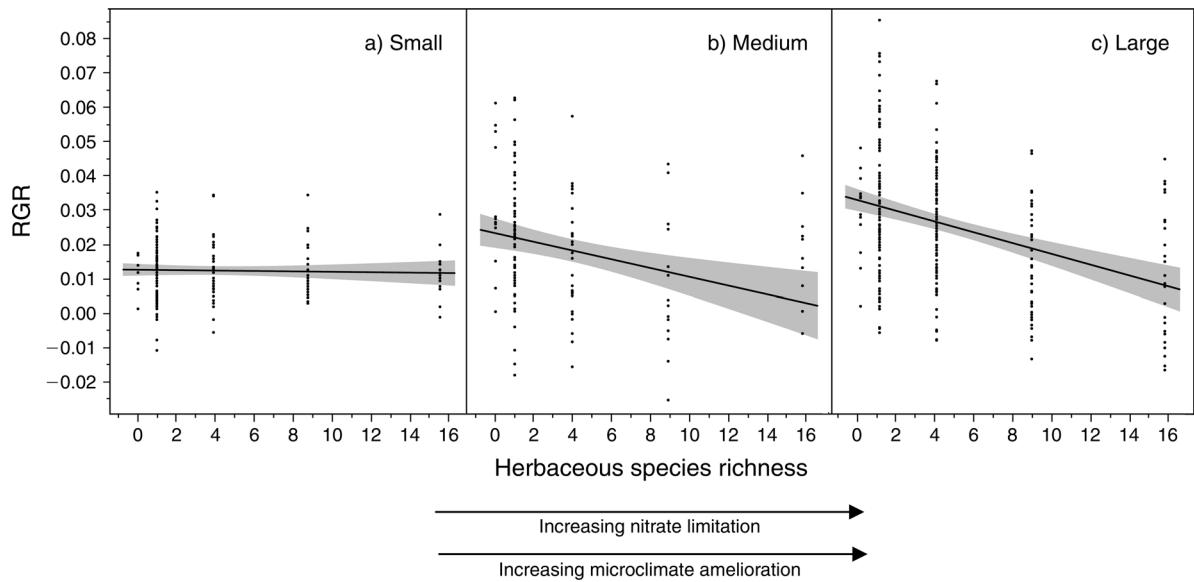 a) Small
b) Medium
c) Large
RGR
0.08
0.07
0.06
0.05
0.04
0.03
0.02
0.01
0.00
−0.01
−0.02
0 2 4 6 8 10 12 14 16
0 2 4 6 8 10 12 14 16
0 2 4 6 8 10 12 14 16
Herbaceous species richness
Increasing nitrate limitation
Increasing microclimate amelioration